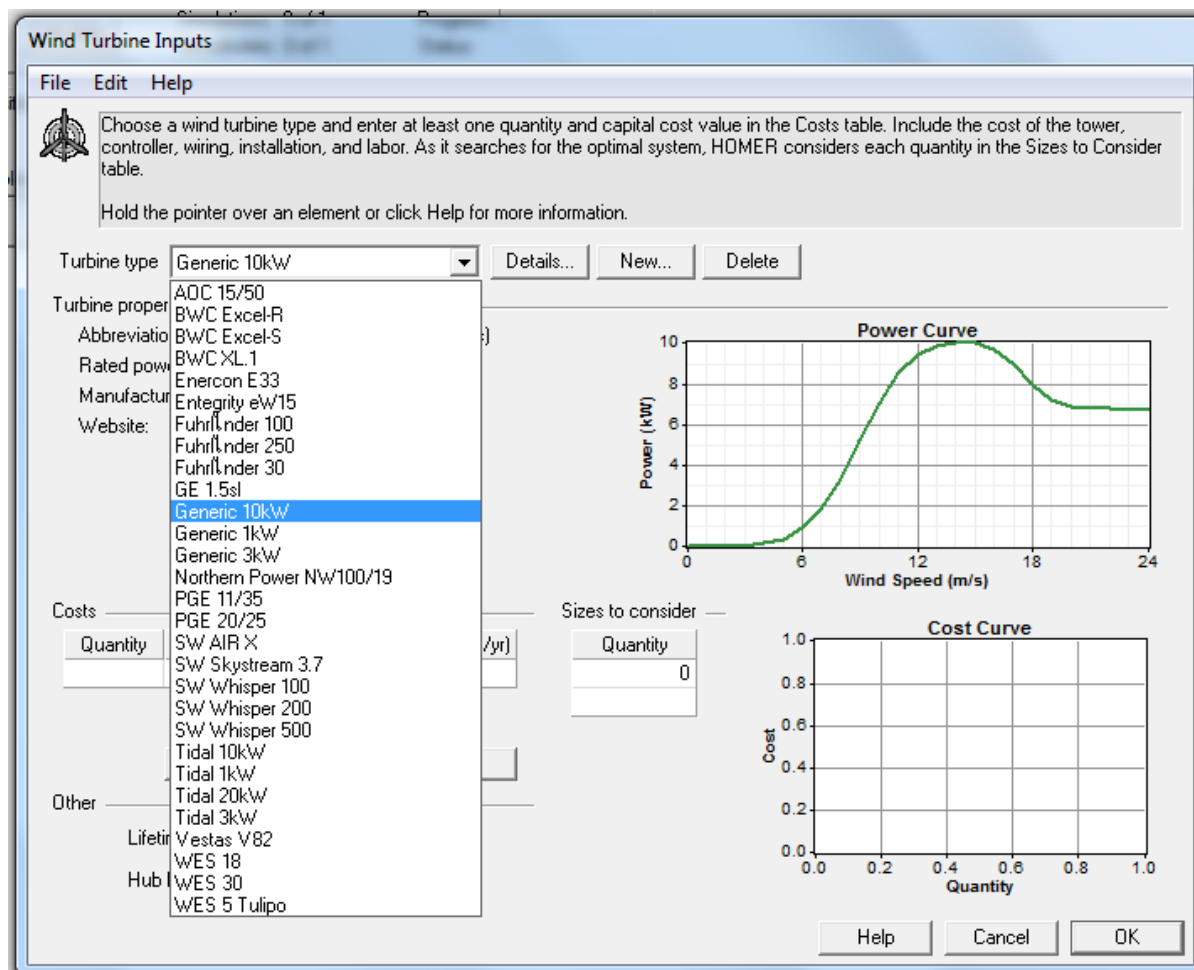 Wind Turbine Inputs
File Edit Help
Choose a wind turbine type and enter at least one quantity and capital cost value in the Costs table. Include the cost of the tower,
controller, wiring, installation, and labor. As it searches for the optimal system, HOMER considers each quantity in the Sizes to Consider
table.
Hold the pointer over an element or click Help for more information.
Turbine type Generic 10kW Details... New... Delete
AOC 15/50
BWC Excel-R
BWC Excel-S
BWC XL.1
Enercon E33
Entegrity eW15
Fuhrl̃nder 100
Fuhrl̃nder 250
Fuhrl̃nder 30
GE 1.5sl
Generic 10kW
Generic 1kW
Generic 3kW
Northern Power NW100/19
PGE 11/35
PGE 20/25
SW AIR X
SW Skystream 3.7
SW Whisper 100
SW Whisper 200
SW Whisper 500
Tidal 10kW
Tidal 1kW
Tidal 20kW
Tidal 3kW
Vestas V82
WES 18
WES 30
WES 5 Tulipo
Turbine proper
Abbreviatio
Rated pow
Manufactur
Website:
Power Curve
Power (kW)
10
8
6
4
2
0
0 6 12 18 24
Wind Speed (m/s)
Costs
Quantity /yr)
Sizes to consider
Quantity
0
Cost Curve
Cost
1.0
0.8
0.6
0.4
0.2
0.0
0.0 0.2 0.4 0.6 0.8 1.0
Quantity
Other
Lifeti
Hub
Help Cancel OK